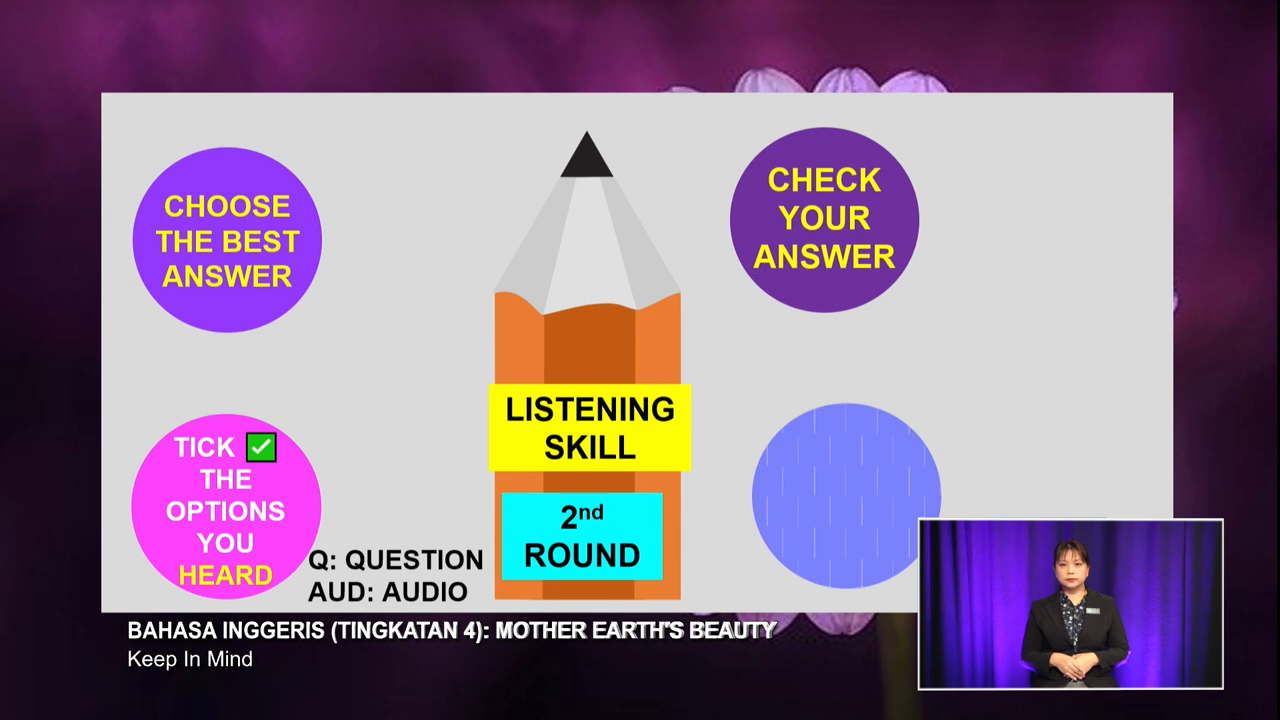 CHOOSE
THE BEST
ANSWER
CHECK
YOUR
ANSWER
LISTENING
SKILL
TICK ✅
THE
OPTIONS
YOU
HEARD
2nd
ROUND
Q: QUESTION
AUD: AUDIO
BAHASA INGGERIS (TINGKATAN 4): MOTHER EARTH'S BEAUTY
Keep In Mind